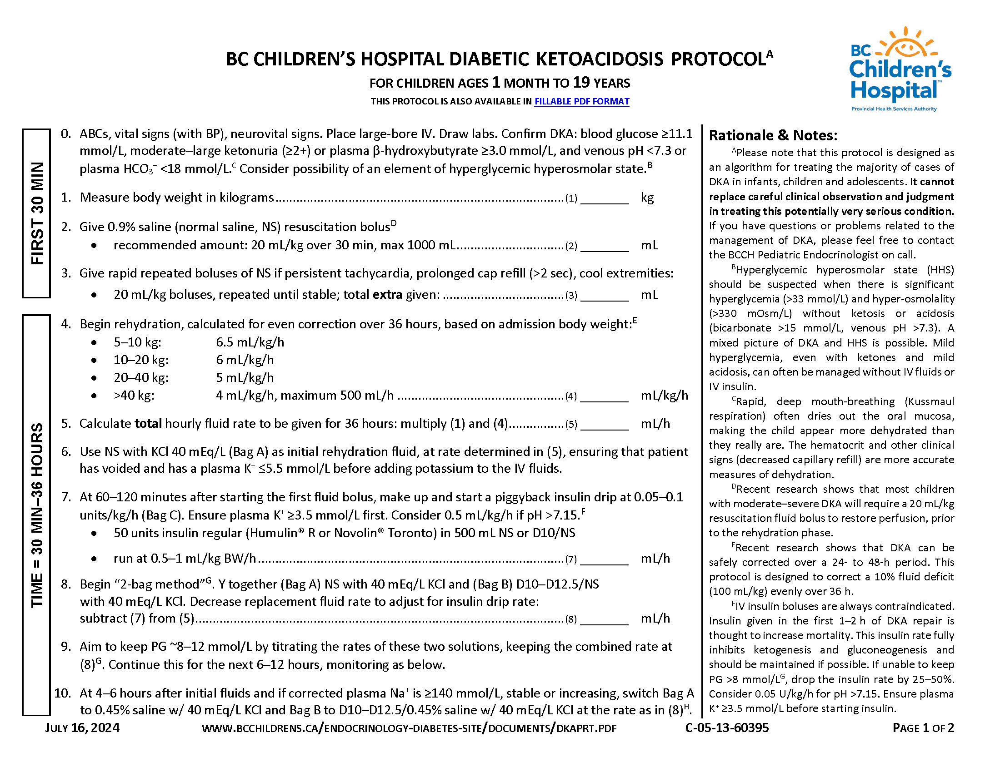 BC CHILDREN'S HOSPITAL DIABETIC KETOACIDOSIS PROTOCOLᴬ
FOR CHILDREN AGES 1 MONTH TO 19 YEARS
THIS PROTOCOL IS ALSO AVAILABLE IN FILLABLE PDF FORMAT
BC
Children's
Hospital™
Provincial Health Services Authority
FIRST 30 MIN
0. ABCs, vital signs (with BP), neurovital signs. Place large-bore IV. Draw labs. Confirm DKA: blood glucose ≥11.1
mmol/L, moderate–large ketonuria (≥2+) or plasma β-hydroxybutyrate ≥3.0 mmol/L, and venous pH <7.3 or
plasma HCO₃⁻ <18 mmol/L.ᶜ Consider possibility of an element of hyperglycemic hyperosmolar state.ᴮ
1. Measure body weight in kilograms (1) ________ kg
2. Give 0.9% saline (normal saline, NS) resuscitation bolusᴰ
• recommended amount: 20 mL/kg over 30 min, max 1000 mL (2) ________ mL
3. Give rapid repeated boluses of NS if persistent tachycardia, prolonged cap refill (>2 sec), cool extremities:
• 20 mL/kg boluses, repeated until stable; total extra given: (3) ________ mL
TIME = 30 MIN–36 HOURS
4. Begin rehydration, calculated for even correction over 36 hours, based on admission body weight:ᴱ
• 5–10 kg: 6.5 mL/kg/h
• 10–20 kg: 6 mL/kg/h
• 20–40 kg: 5 mL/kg/h
• >40 kg: 4 mL/kg/h, maximum 500 mL/h (4) ________ mL/kg/h
5. Calculate total hourly fluid rate to be given for 36 hours: multiply (1) and (4) (5) ________ mL/h
6. Use NS with KCl 40 mEq/L (Bag A) as initial rehydration fluid, at rate determined in (5), ensuring that patient
has voided and has a plasma K⁺ ≤5.5 mmol/L before adding potassium to the IV fluids.
7. At 60–120 minutes after starting the first fluid bolus, make up and start a piggyback insulin drip at 0.05–0.1
units/kg/h (Bag C). Ensure plasma K⁺ ≥3.5 mmol/L first. Consider 0.5 mL/kg/h if pH >7.15.ꟳ
• 50 units insulin regular (Humulin® R or Novolin® Toronto) in 500 mL NS or D10/NS
• run at 0.5–1 mL/kg BW/h (7) ________ mL/h
8. Begin “2-bag method”ᴳ. Y together (Bag A) NS with 40 mEq/L KCl and (Bag B) D10–D12.5/NS
with 40 mEq/L KCl. Decrease replacement fluid rate to adjust for insulin drip rate:
subtract (7) from (5) (8) ________ mL/h
9. Aim to keep PG ~8–12 mmol/L by titrating the rates of these two solutions, keeping the combined rate at
(8)ᴳ. Continue this for the next 6–12 hours, monitoring as below.
10. At 4–6 hours after initial fluids and if corrected plasma Na⁺ is ≥140 mmol/L, stable or increasing, switch Bag A
to 0.45% saline w/ 40 mEq/L KCl and Bag B to D10–D12.5/0.45% saline w/ 40 mEq/L KCl at the rate as in (8)ᴴ.
Rationale & Notes:
ᴬPlease note that this protocol is designed as
an algorithm for treating the majority of cases of
DKA in infants, children and adolescents. It cannot
replace careful clinical observation and judgment
in treating this potentially very serious condition.
If you have questions or problems related to the
management of DKA, please feel free to contact
the BCCH Pediatric Endocrinologist on call.
ᴮHyperglycemic hyperosmolar state (HHS)
should be suspected when there is significant
hyperglycemia (>33 mmol/L) and hyper-osmolality
(>330 mOsm/L) without ketosis or acidosis
(bicarbonate >15 mmol/L, venous pH >7.3). A
mixed picture of DKA and HHS is possible. Mild
hyperglycemia, even with ketones and mild
acidosis, can often be managed without IV fluids or
IV insulin.
ᶜRapid, deep mouth-breathing (Kussmaul
respiration) often dries out the oral mucosa,
making the child appear more dehydrated than
they really are. The hematocrit and other clinical
signs (decreased capillary refill) are more accurate
measures of dehydration.
ᴰRecent research shows that most children
with moderate–severe DKA will require a 20 mL/kg
resuscitation fluid bolus to restore perfusion, prior
to the rehydration phase.
ᴱRecent research shows that DKA can be
safely corrected over a 24- to 48-h period. This
protocol is designed to correct a 10% fluid deficit
(100 mL/kg) evenly over 36 h.
ꟳIV insulin boluses are always contraindicated.
Insulin given in the first 1–2 h of DKA repair is
thought to increase mortality. This insulin rate fully
inhibits ketogenesis and gluconeogenesis and
should be maintained if possible. If unable to keep
PG >8 mmol/Lᴳ, drop the insulin rate by 25–50%.
Consider 0.05 U/kg/h for pH >7.15. Ensure plasma
K⁺ ≥3.5 mmol/L before starting insulin.
JULY 16, 2024 WWW.BCCHILDRENS.CA/ENDOCRINOLOGY-DIABETES-SITE/DOCUMENTS/DKAPRT.PDF C-05-13-60395 PAGE 1 OF 2